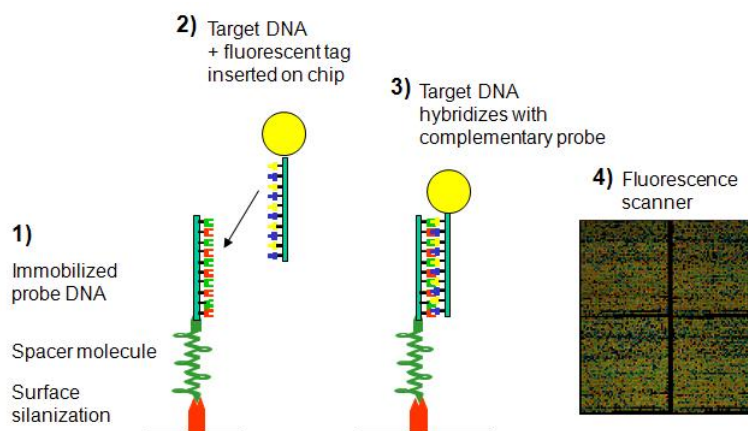 1)
Immobilized
probe DNA
Spacer molecule
Surface
silanization
2) Target DNA
+ fluorescent tag
inserted on chip
3) Target DNA
hybridizes with
complementary probe
4) Fluorescence
scanner